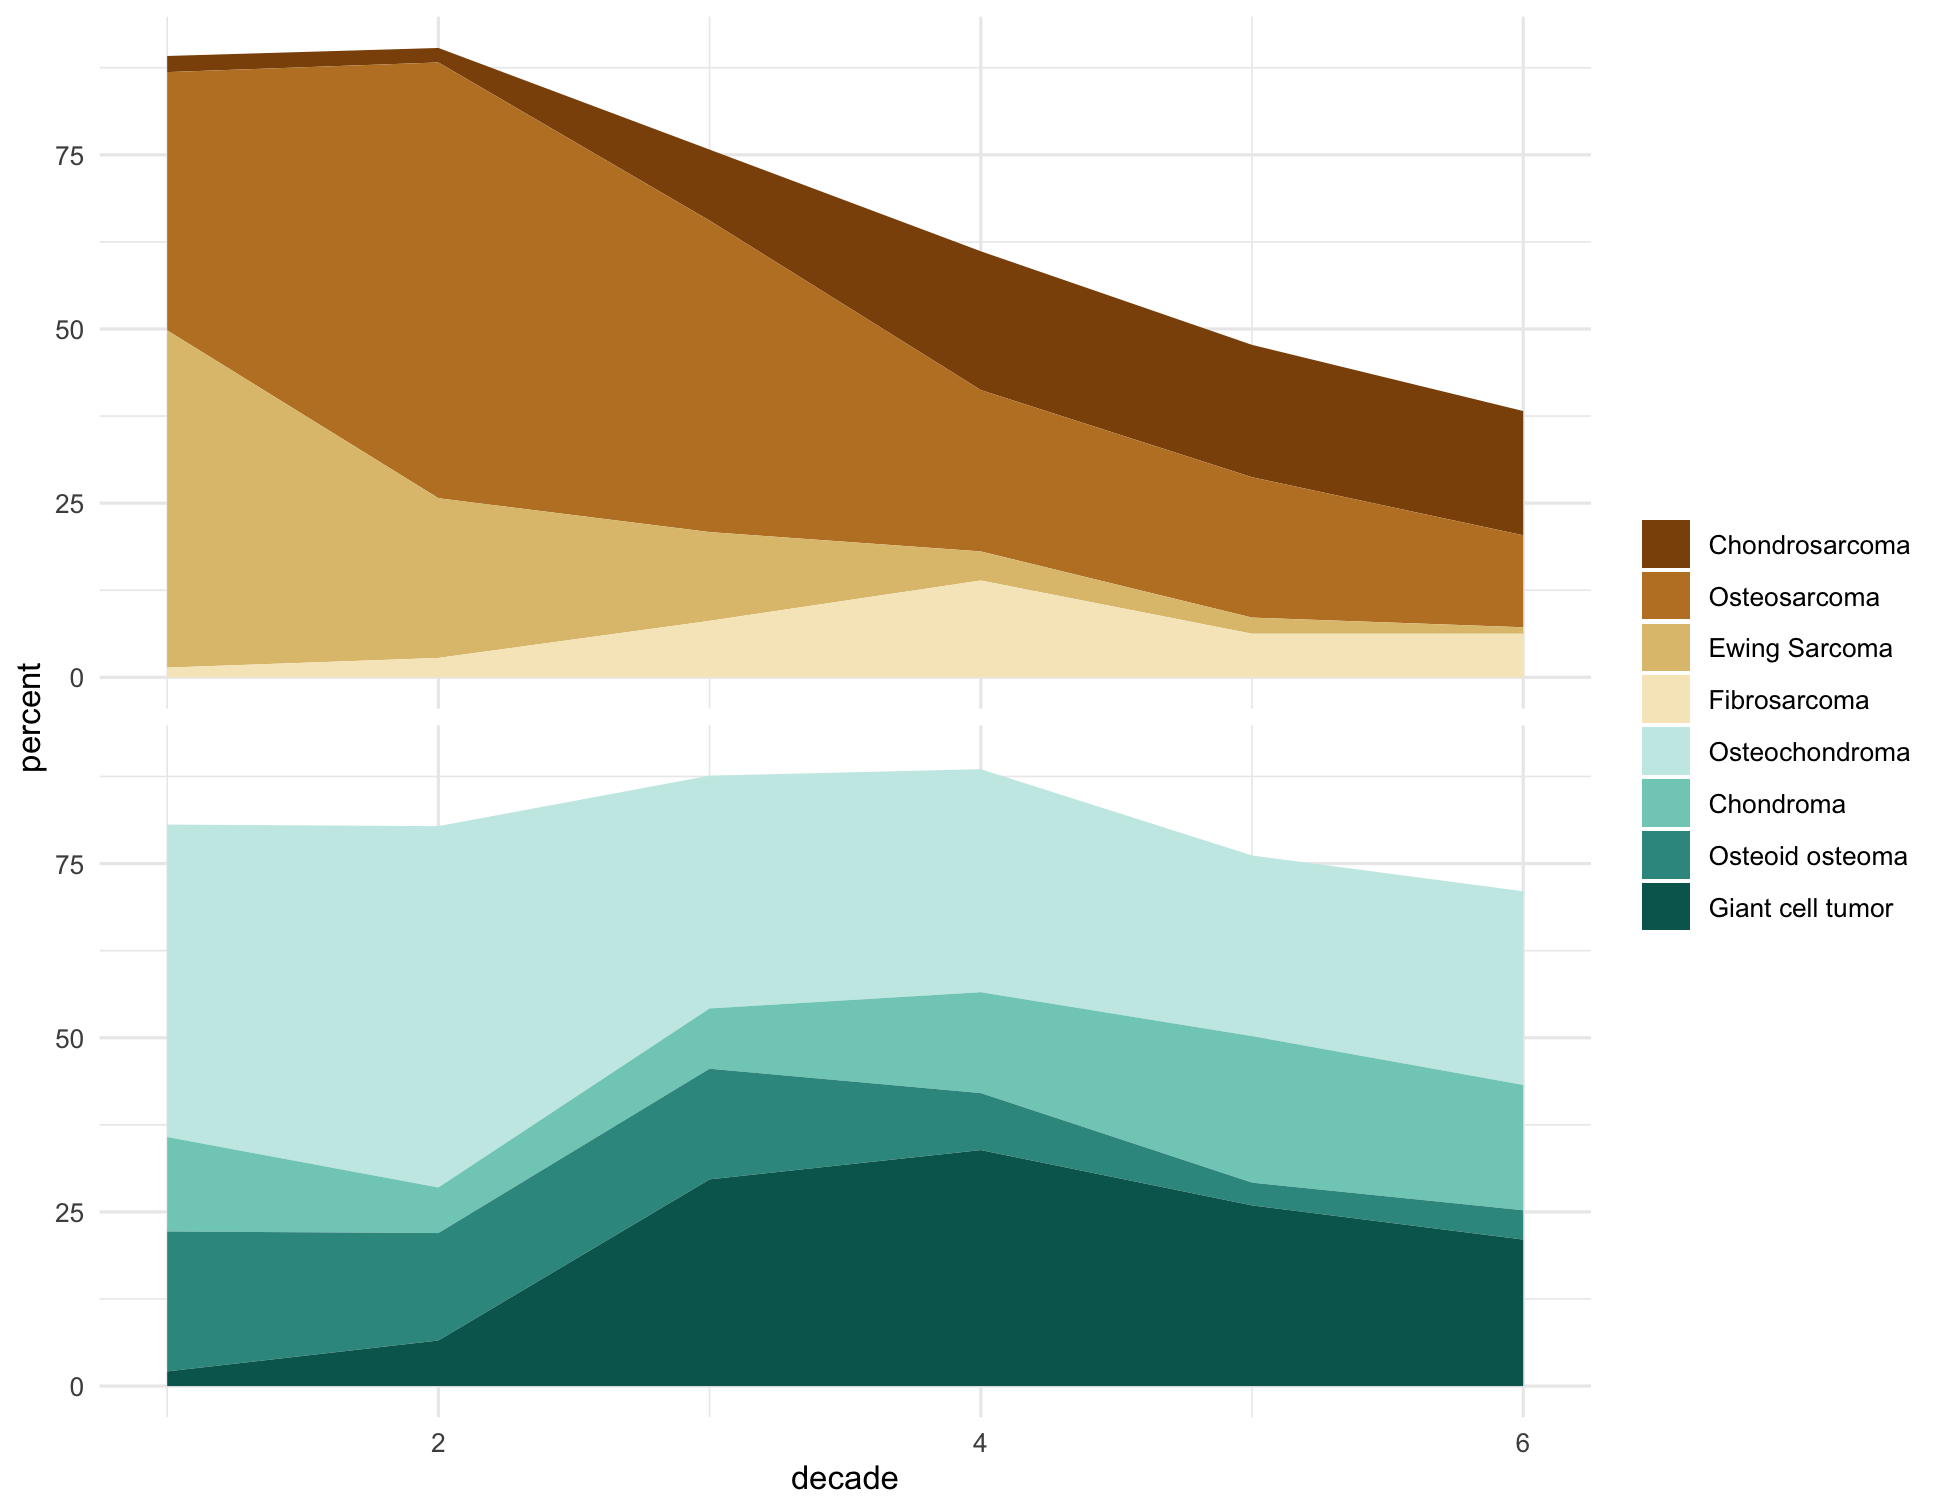 75
50
25
0
percent
75
50
25
0
2 4 6
decade
Chondrosarcoma
Osteosarcoma
Ewing Sarcoma
Fibrosarcoma
Osteochondroma
Chondroma
Osteoid osteoma
Giant cell tumor